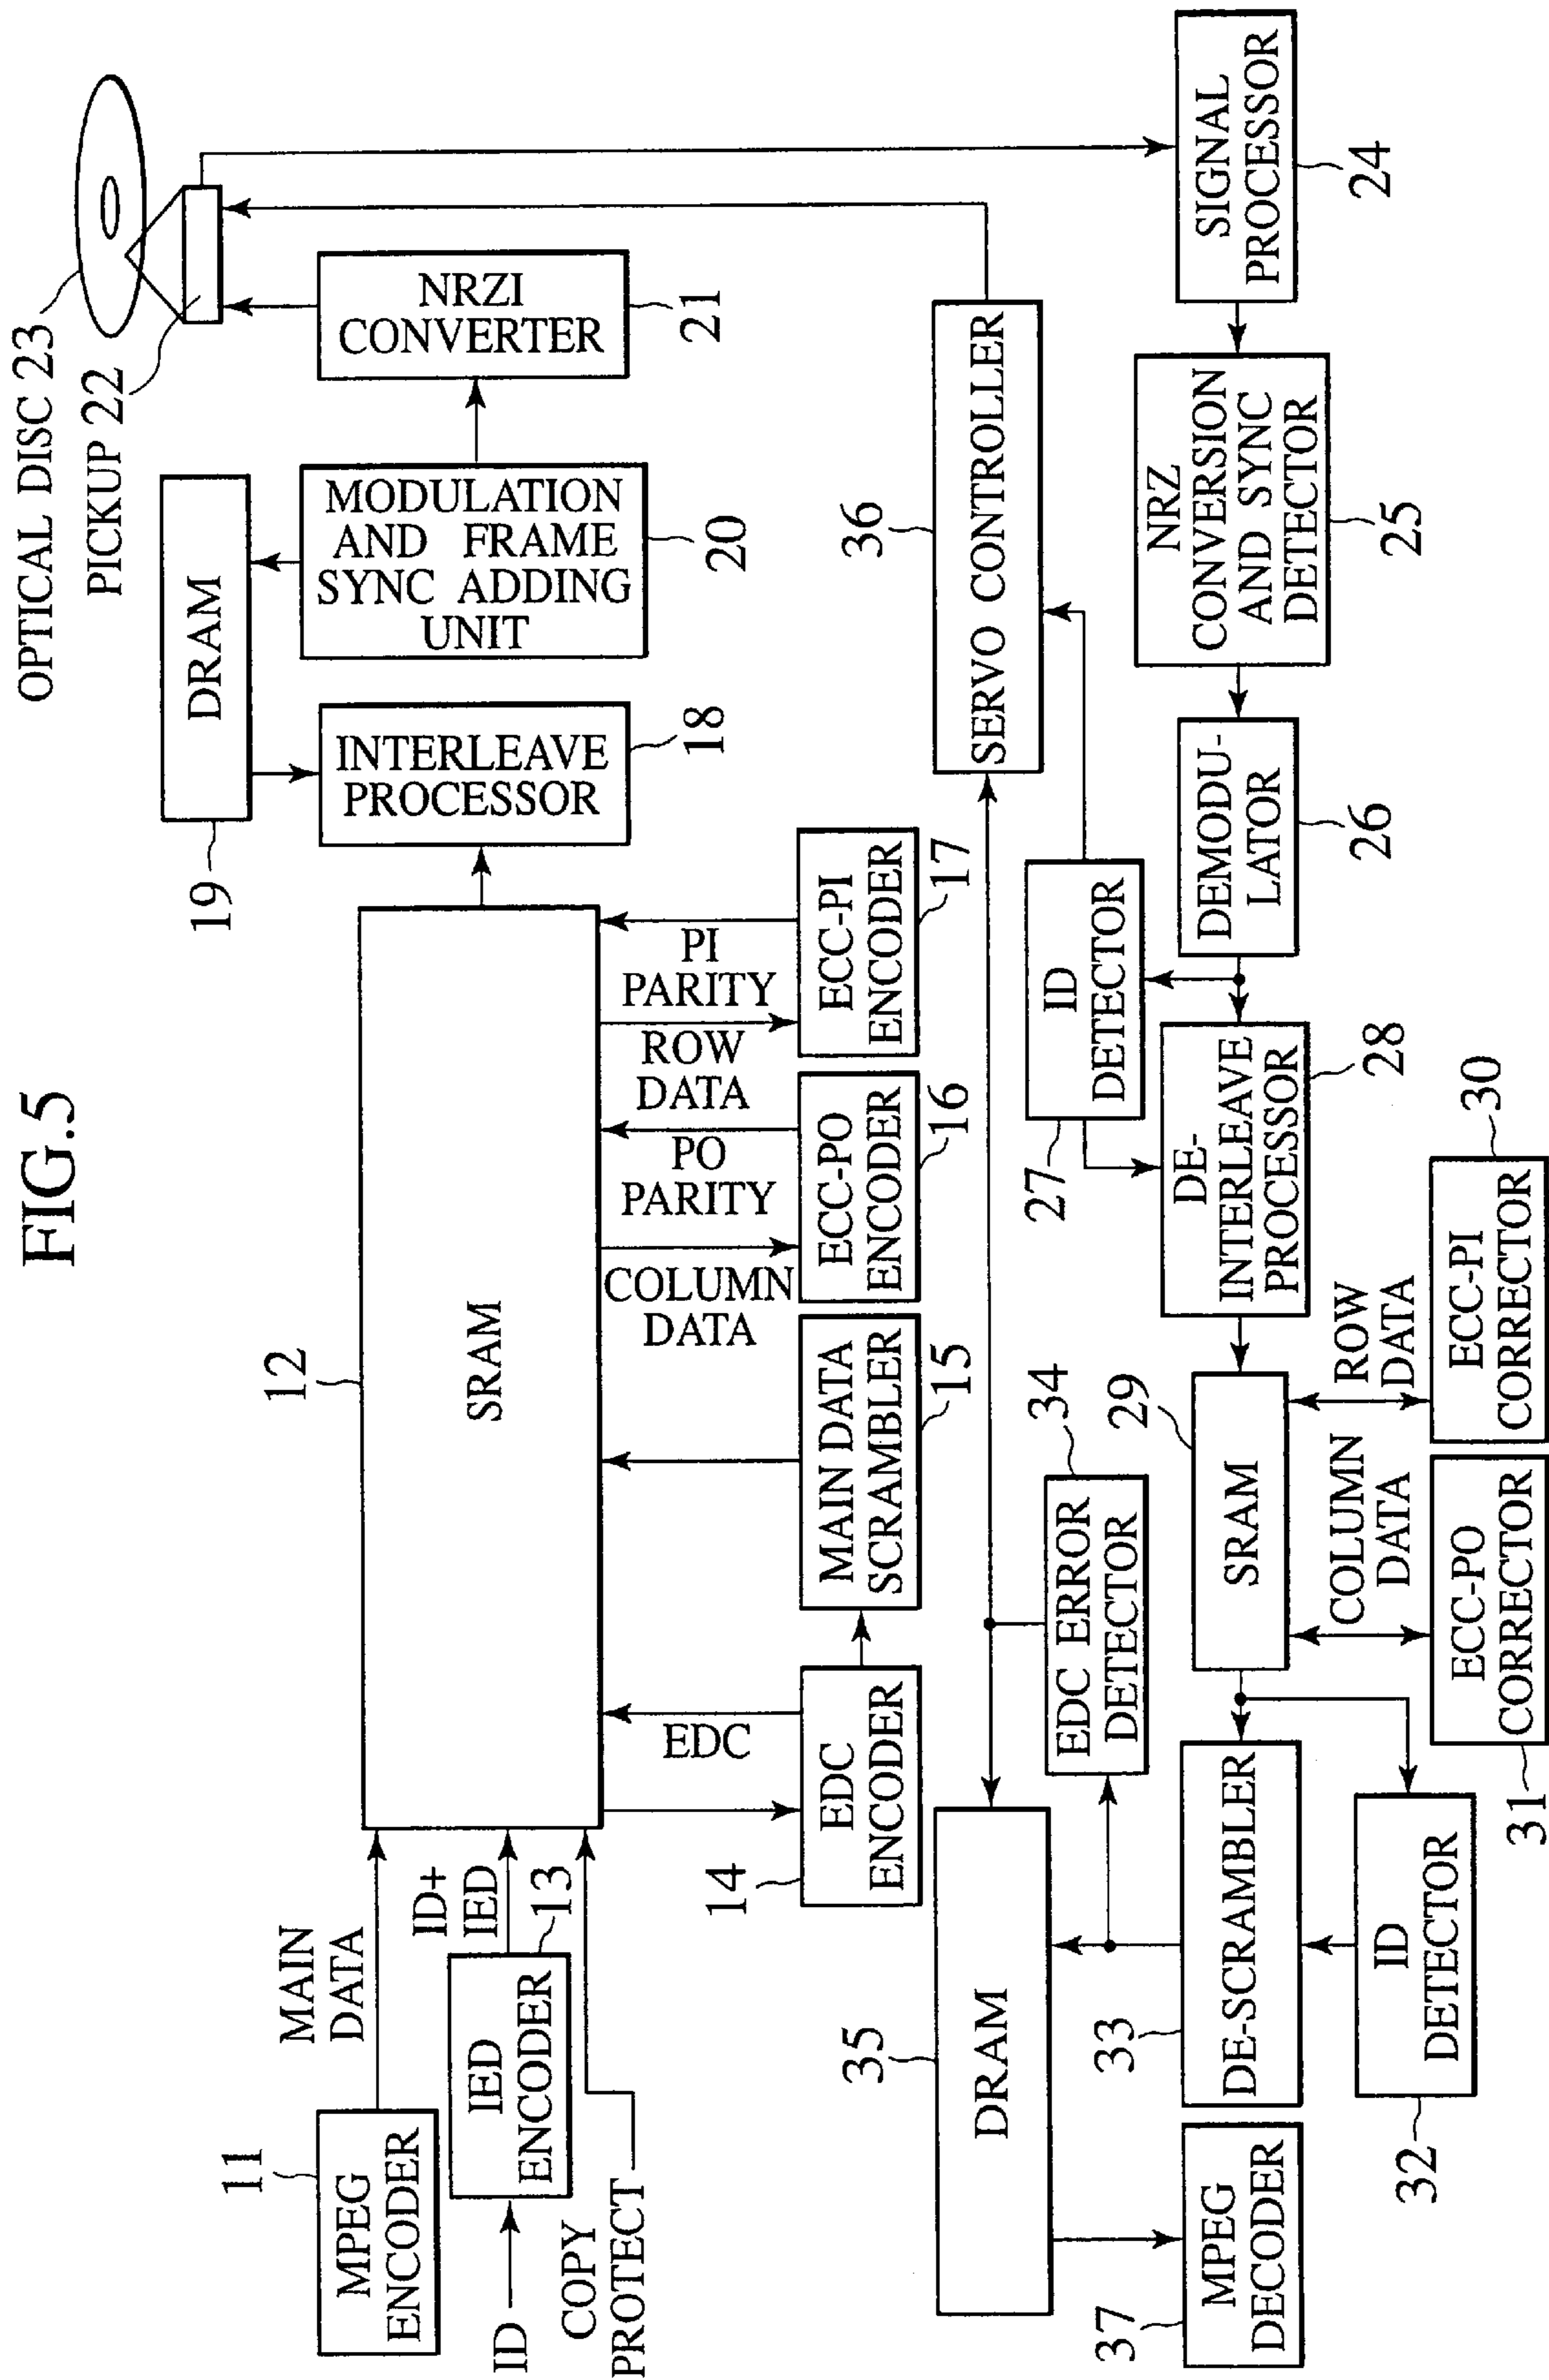 FIG.5
OPTICAL DISC 23
PICKUP 22
19
DRAM
12
SRAM
11
MPEG
ENCODER
MAIN
DATA
ID
IED
ENCODER
13
ID+
IED
COPY
PROTECT
INTERLEAVE
PROCESSOR
18
MODULATION
AND FRAME
SYNC ADDING
UNIT
20
NRZI
CONVERTER
21
EDC
COLUMN
DATA
PO
PARITY
ROW
DATA
PI
PARITY
14
EDC
ENCODER
MAIN DATA
SCRAMBLER
15
ECC-PO
ENCODER
16
ECC-PI
ENCODER
17
35
DRAM
34
EDC ERROR
DETECTOR
27
ID
DETECTOR
36
SERVO CONTROLLER
37
MPEG
DECODER
33
DE-SCRAMBLER
29
SRAM
DE-
INTERLEAVE
PROCESSOR
28
DEMODU-
LATOR
26
NRZ
CONVERSION
AND SYNC
DETECTOR
25
SIGNAL
PROCESSOR
24
32
ID
DETECTOR
COLUMN
DATA
ROW
DATA
31
ECC-PO
CORRECTOR
ECC-PI
CORRECTOR
30